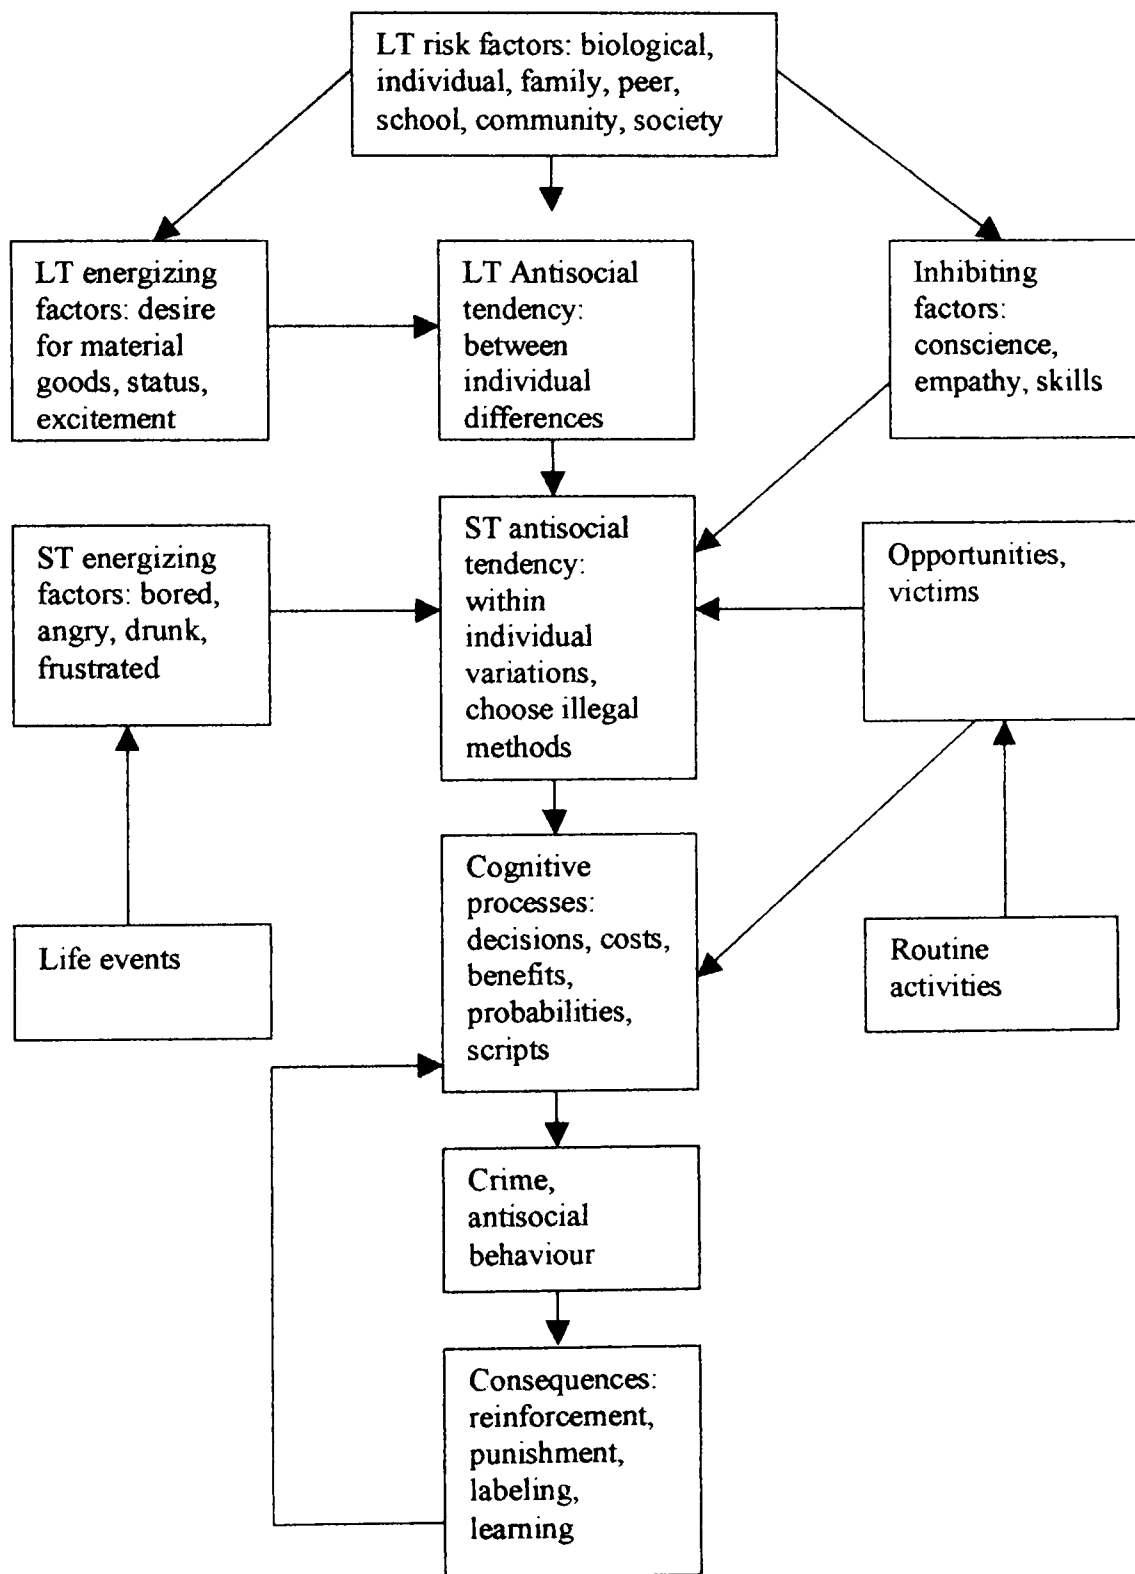 LT risk factors: biological,
individual, family, peer,
school, community, society
LT energizing
factors: desire
for material
goods, status,
excitement
LT Antisocial
tendency:
between
individual
differences
Inhibiting
factors:
conscience,
empathy, skills
ST energizing
factors: bored,
angry, drunk,
frustrated
ST antisocial
tendency:
within
individual
variations,
choose illegal
methods
Opportunities,
victims
Life events
Cognitive
processes:
decisions, costs,
benefits,
probabilities,
scripts
Routine
activities
Crime,
antisocial
behaviour
Consequences:
reinforcement,
punishment,
labeling,
learning